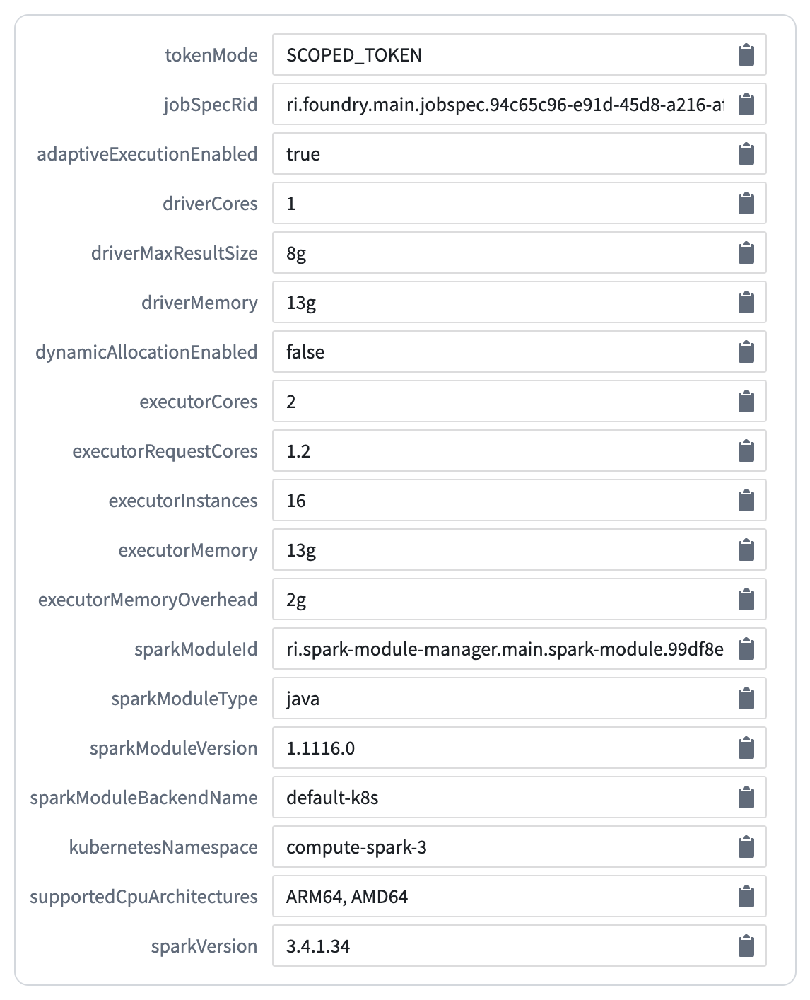 tokenMode SCOPED_TOKEN
jobSpecRid ri.foundry.main.jobspec.94c65c96-e91d-45d8-a216-af
adaptiveExecutionEnabled true
driverCores 1
driverMaxResultSize 8g
driverMemory 13g
dynamicAllocationEnabled false
executorCores 2
executorRequestCores 1.2
executorInstances 16
executorMemory 13g
executorMemoryOverhead 2g
sparkModuleId ri.spark-module-manager.main.spark-module.99df8e
sparkModuleType java
sparkModuleVersion 1.1116.0
sparkModuleBackendName default-k8s
kubernetesNamespace compute-spark-3
supportedCpuArchitectures ARM64, AMD64
sparkVersion 3.4.1.34